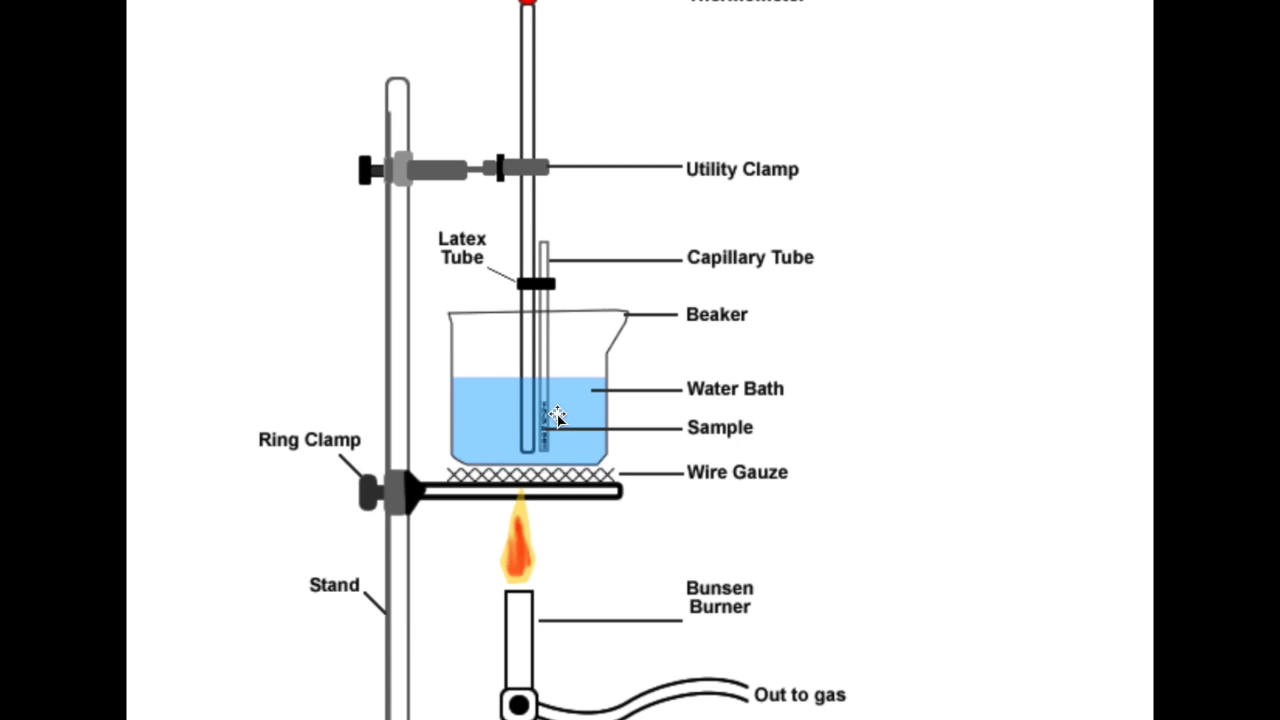 Utility Clamp
Latex
Tube
Capillary Tube
Beaker
Water Bath
Sample
Ring Clamp
Wire Gauze
Stand
Bunsen
Burner
Out to gas